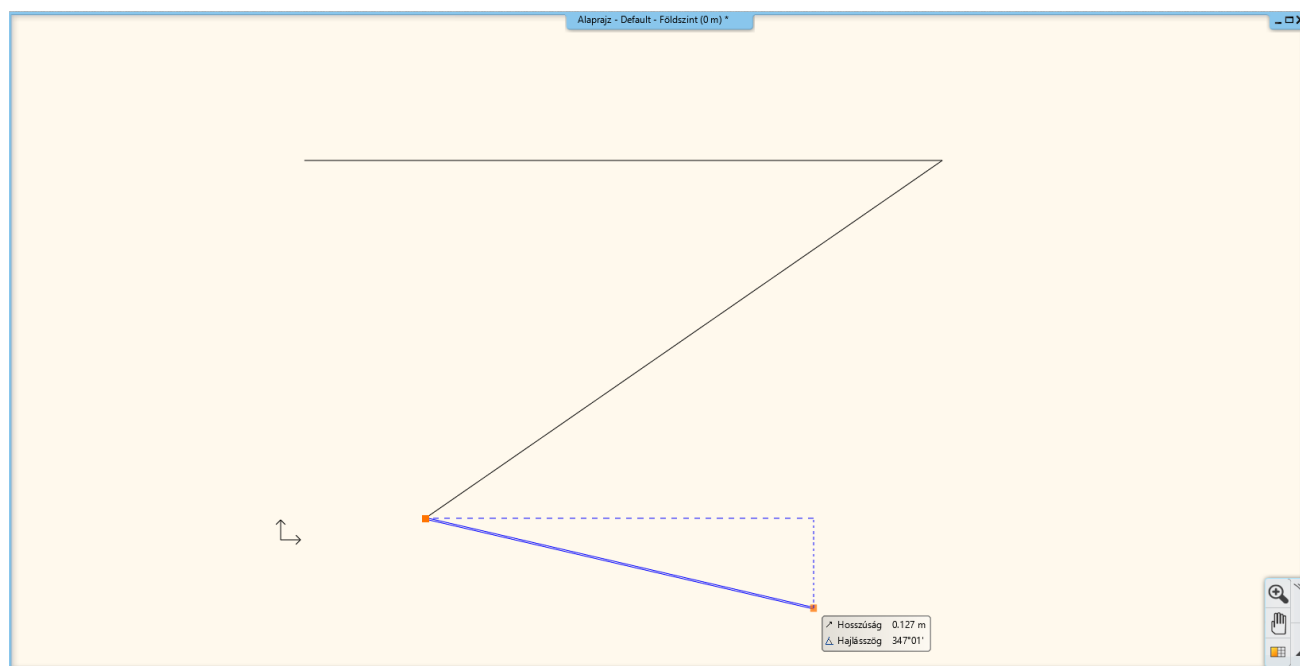 Alaprajz - Default - Földszint (0 m) *
Hosszúság 0.127 m
Hajlásszög 347°01'